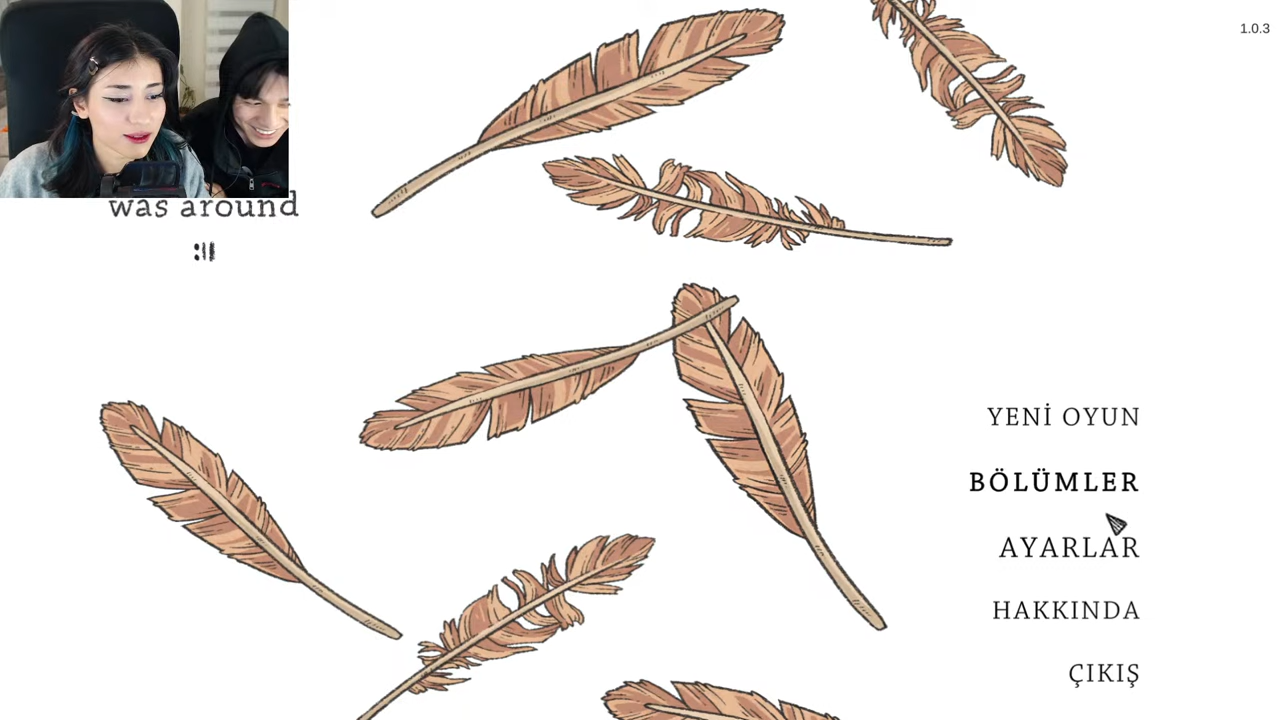 1.0.3
was around
:||
YENİ OYUN
BÖLÜMLER
AYARLAR
HAKKINDA
ÇIKIŞ